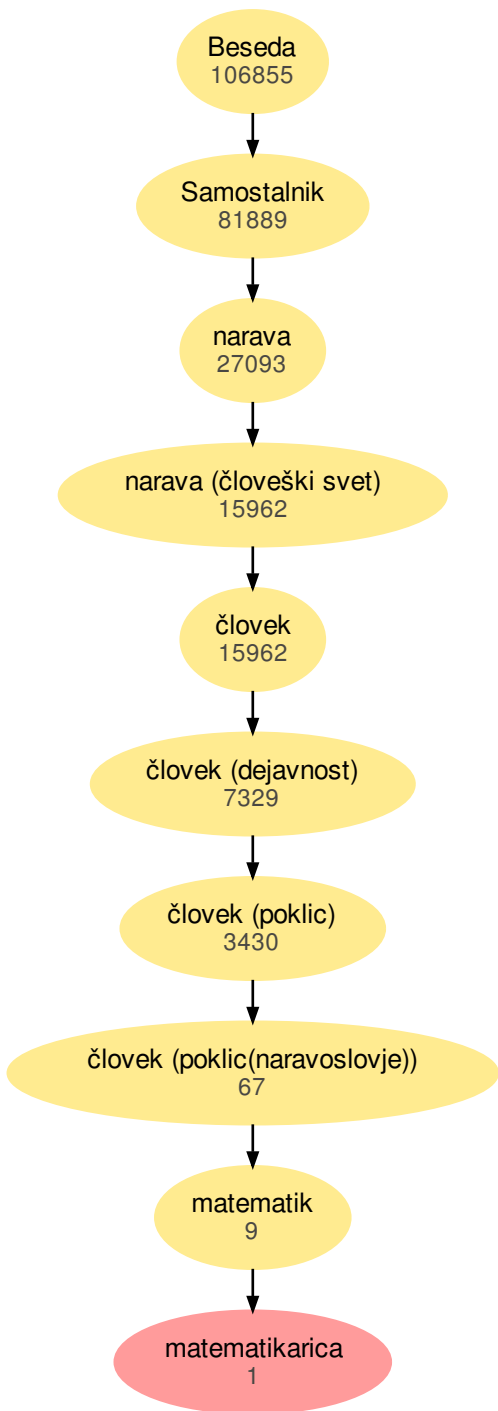 Beseda
106855
Samostalnik
81889
narava
27093
narava (človeški svet)
15962
človek
15962
človek (dejavnost)
7329
človek (poklic)
3430
človek (poklic(naravoslovje))
67
matematik
9
matematikarica
1